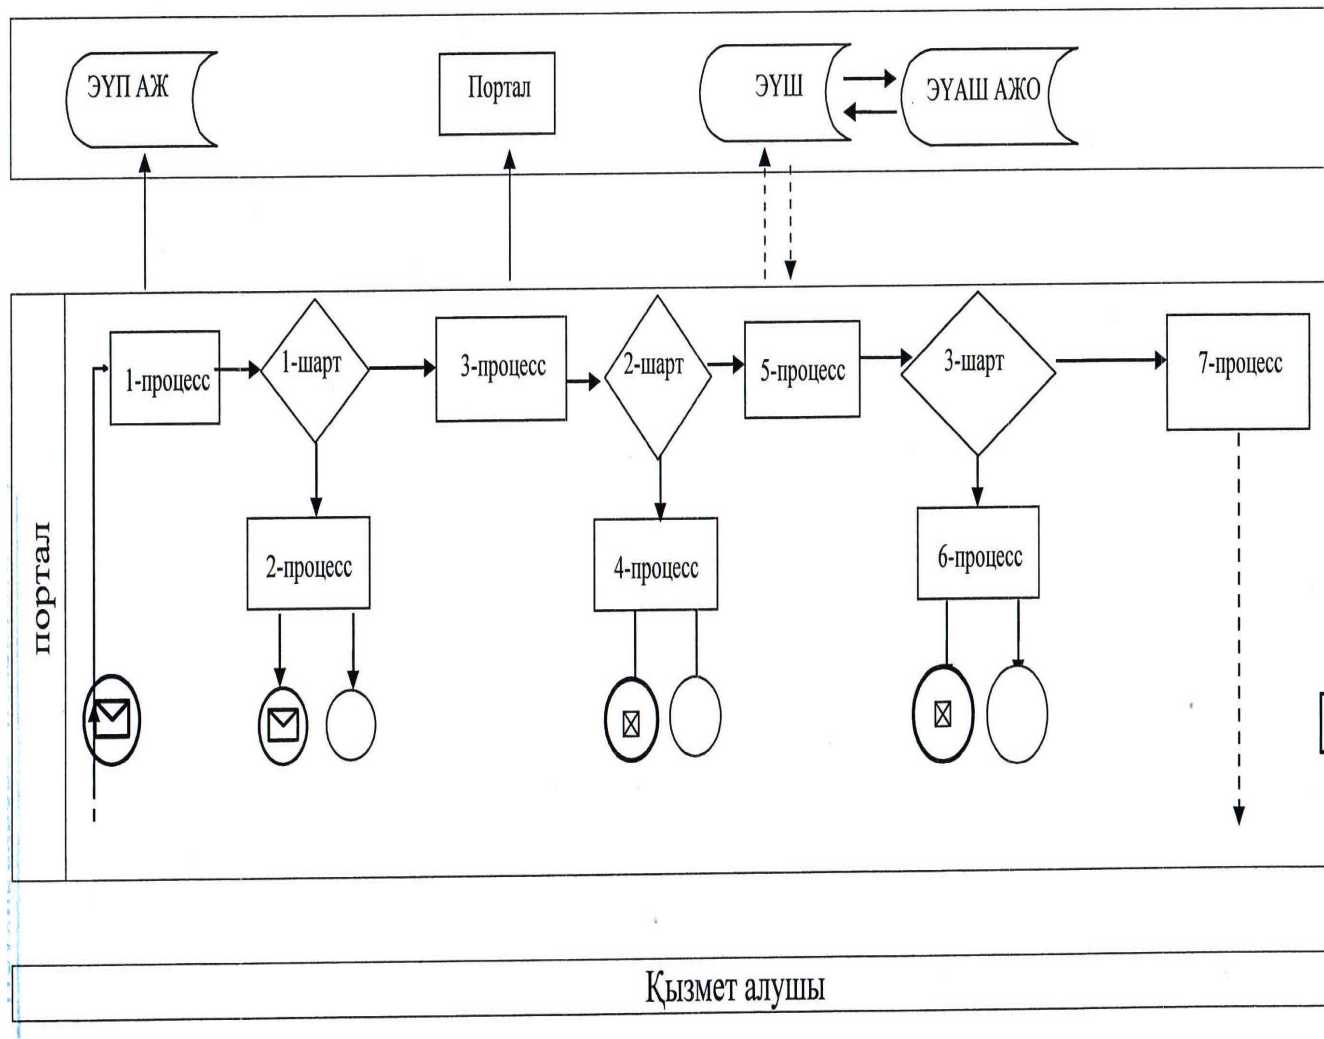 ЭҮП АЖ
Портал
ЭҮШ
ЭҮАШ АЖО
портал
1-процесс
1-шарт
3-процесс
2-шарт
5-процесс
3-шарт
7-процесс
2-процесс
4-процесс
6-процесс
Қызмет алушы